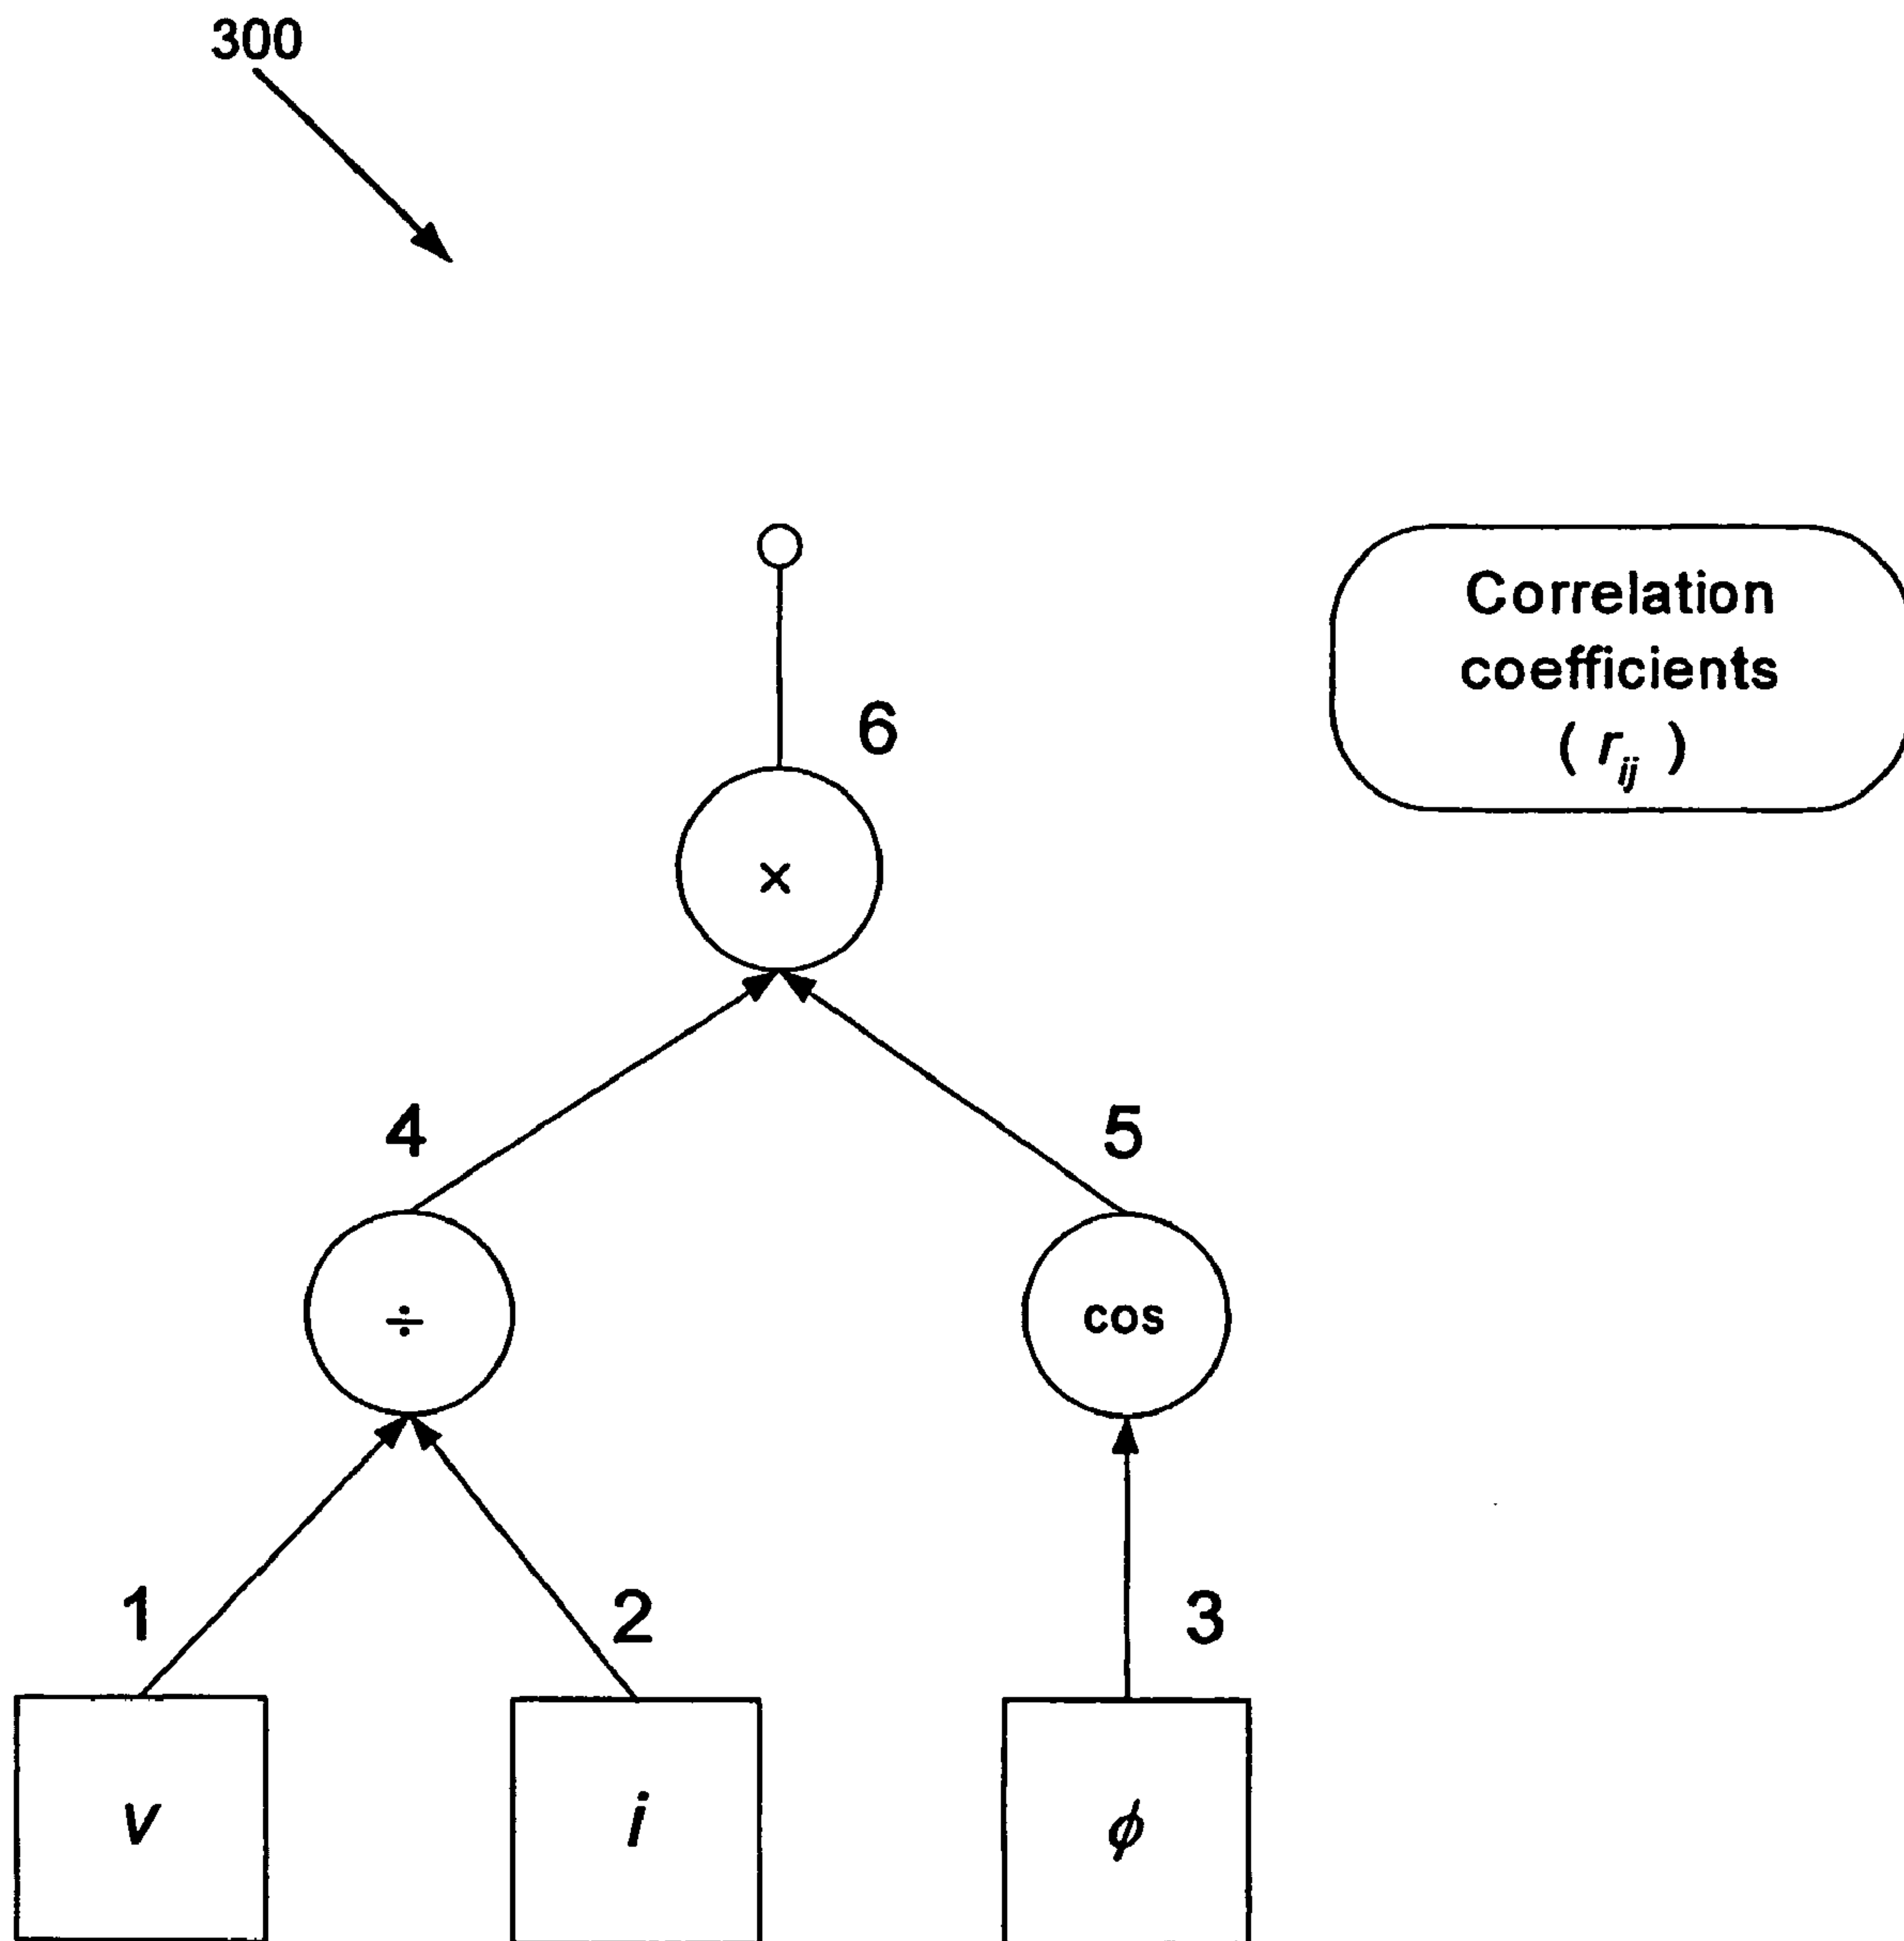 300
Correlation
coefficients
( r_ij )
6
×
4
5
÷
cos
1
2
3
v
i
ϕ